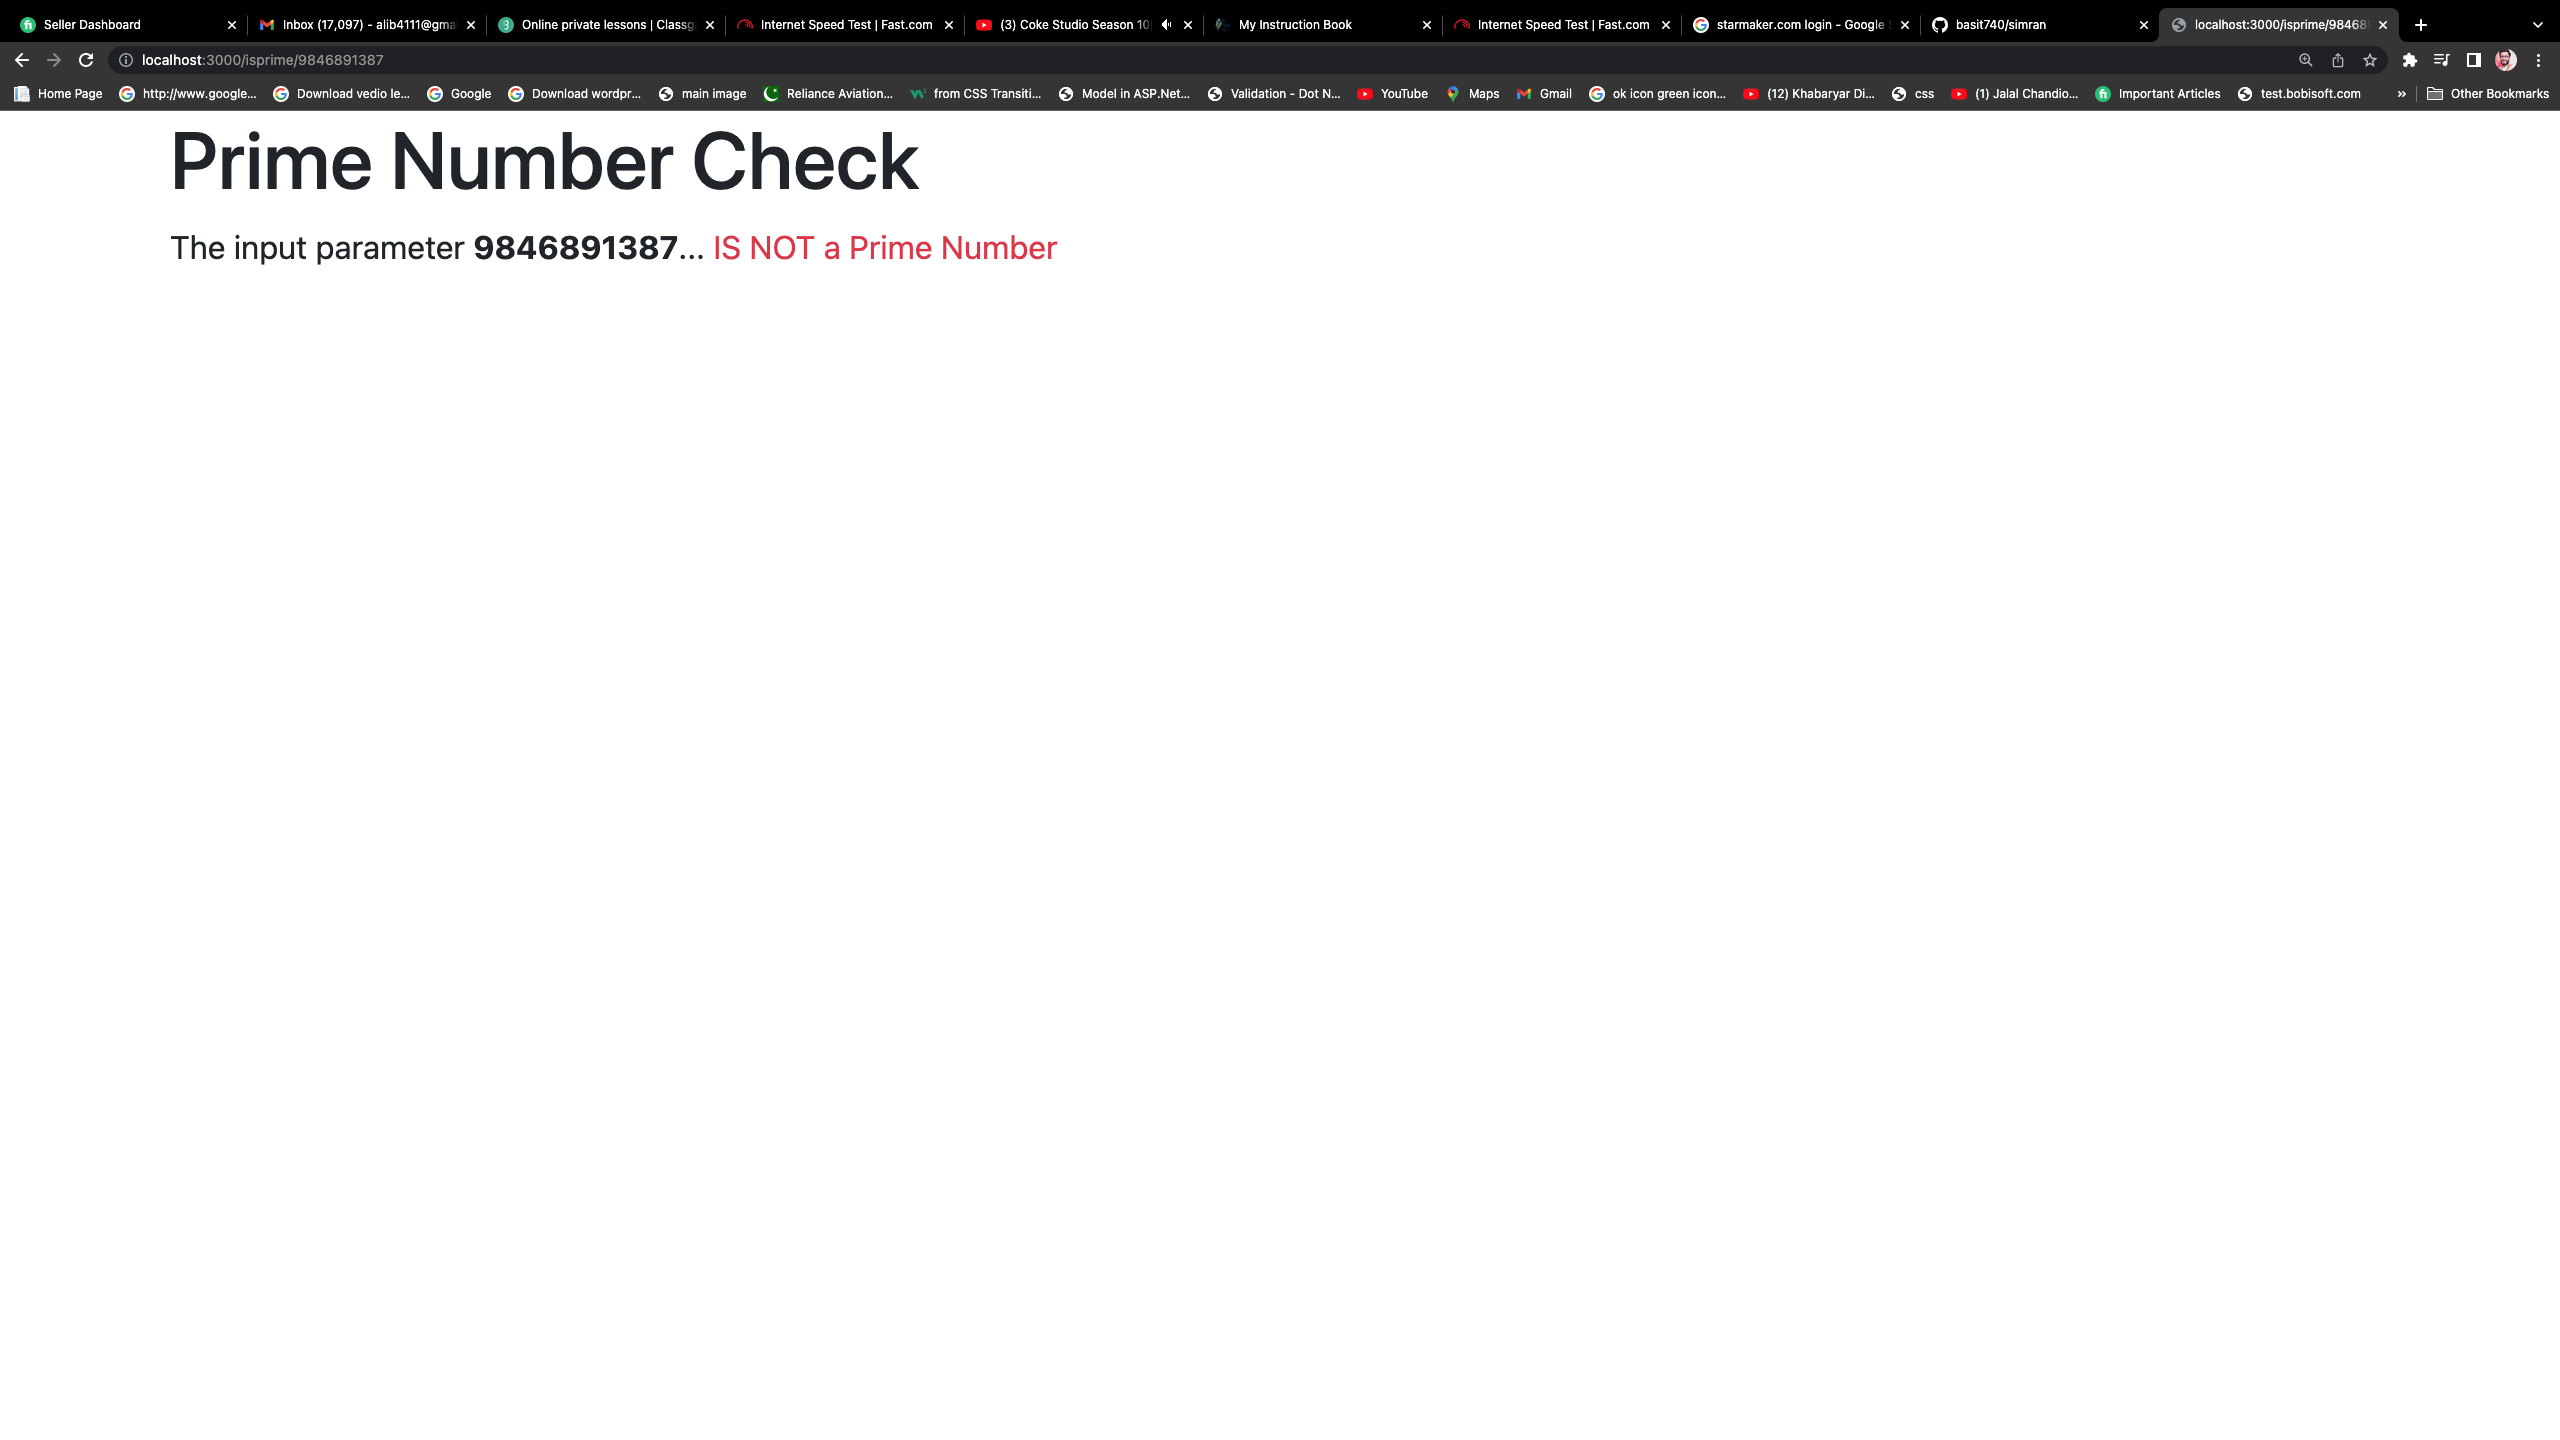 Seller Dashboard
Inbox (17,097) - alib4111@gma
Online private lessons | Classg
Internet Speed Test | Fast.com
(3) Coke Studio Season 10|
My Instruction Book
Internet Speed Test | Fast.com
starmaker.com login - Google S
basit740/simran
localhost:3000/isprime/98468
localhost:3000/isprime/9846891387
Home Page
http://www.google...
Download vedio le...
Google
Download wordpr...
main image
Reliance Aviation...
from CSS Transiti...
Model in ASP.Net...
Validation - Dot N...
YouTube
Maps
Gmail
ok icon green icon...
(12) Khabaryar Di...
css
(1) Jalal Chandio...
Important Articles
test.bobisoft.com
»
Other Bookmarks
Prime Number Check
The input parameter 9846891387... IS NOT a Prime Number